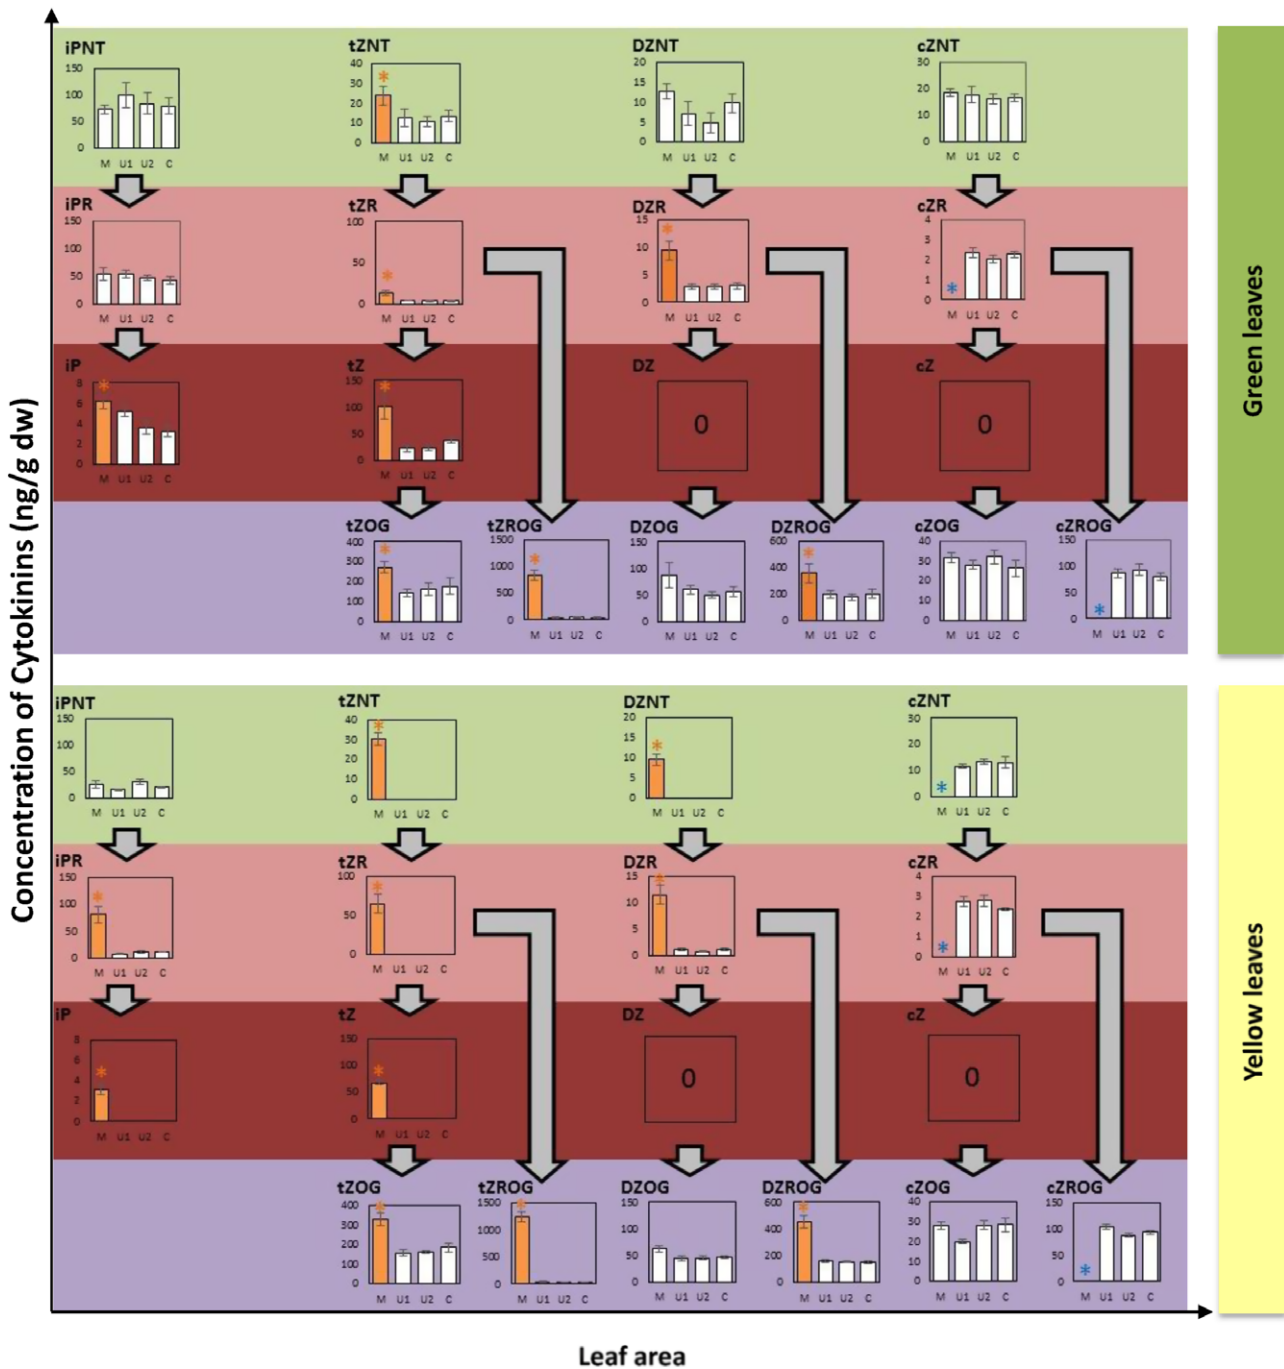 Concentration of Cytokinins (ng/g dw)
Green leaves
iPNT tZNT DZNT cZNT
150 100 50 0
M U1 U2 C
40 30 20 10 0
* M U1 U2 C
20 15 10 5 0
M U1 U2 C
30 20 10 0
M U1 U2 C
iPR tZR DZR cZR
150 100 50 0
M U1 U2 C
100 50 0
* M U1 U2 C
15 10 5 0
* M U1 U2 C
4 3 2 1 0
* M U1 U2 C
iP tZ DZ cZ
8 6 4 2 0
* M U1 U2 C
150 100 50 0
* M U1 U2 C
0
0
tZOG tZROG DZOG DZROG cZOG cZROG
400 300 200 100 0
* M U1 U2 C
1500 1000 500 0
* M U1 U2 C
150 100 50 0
M U1 U2 C
600 400 200 0
* M U1 U2 C
40 30 20 10 0
M U1 U2 C
150 100 50 0
* M U1 U2 C
Yellow leaves
iPNT tZNT DZNT cZNT
150 100 50 0
M U1 U2 C
40 30 20 10 0
* M U1 U2 C
20 15 10 5 0
* M U1 U2 C
30 20 10 0
* M U1 U2 C
iPR tZR DZR cZR
150 100 50 0
* M U1 U2 C
100 50 0
* M U1 U2 C
15 10 5 0
* M U1 U2 C
4 3 2 1 0
* M U1 U2 C
iP tZ DZ cZ
8 6 4 2 0
* M U1 U2 C
150 100 50 0
* M U1 U2 C
0
0
tZOG tZROG DZOG DZROG cZOG cZROG
400 300 200 100 0
* M U1 U2 C
1500 1000 500 0
* M U1 U2 C
150 100 50 0
M U1 U2 C
600 400 200 0
* M U1 U2 C
40 30 20 10 0
M U1 U2 C
150 100 50 0
* M U1 U2 C
Leaf area